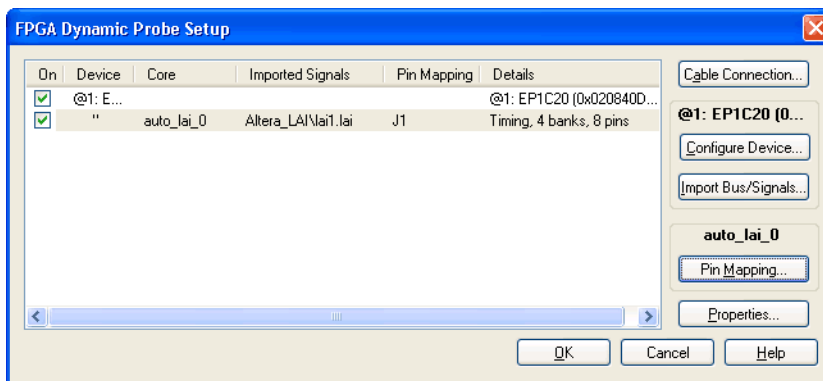 FPGA Dynamic Probe Setup
On Device Core Imported Signals Pin Mapping Details
@1: E... @1: EP1C20 (0x020840D...
" auto_lai_0 Altera_LAI\lai1.lai J1 Timing, 4 banks, 8 pins
Cable Connection...
@1: EP1C20 (0...
Configure Device...
Import Bus/Signals...
auto_lai_0
Pin Mapping...
Properties...
OK Cancel Help